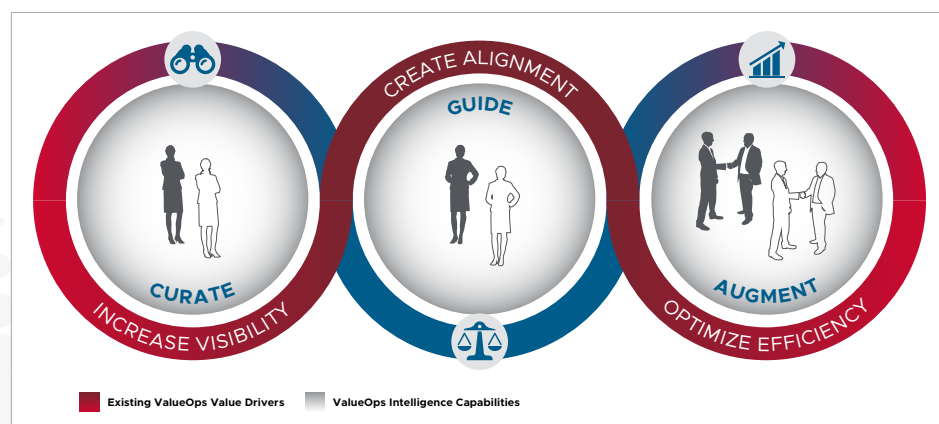 CURATE
INCREASE VISIBILITY
CREATE ALIGNMENT
GUIDE
AUGMENT
OPTIMIZE EFFICIENCY
Existing ValueOps Value Drivers
ValueOps Intelligence Capabilities